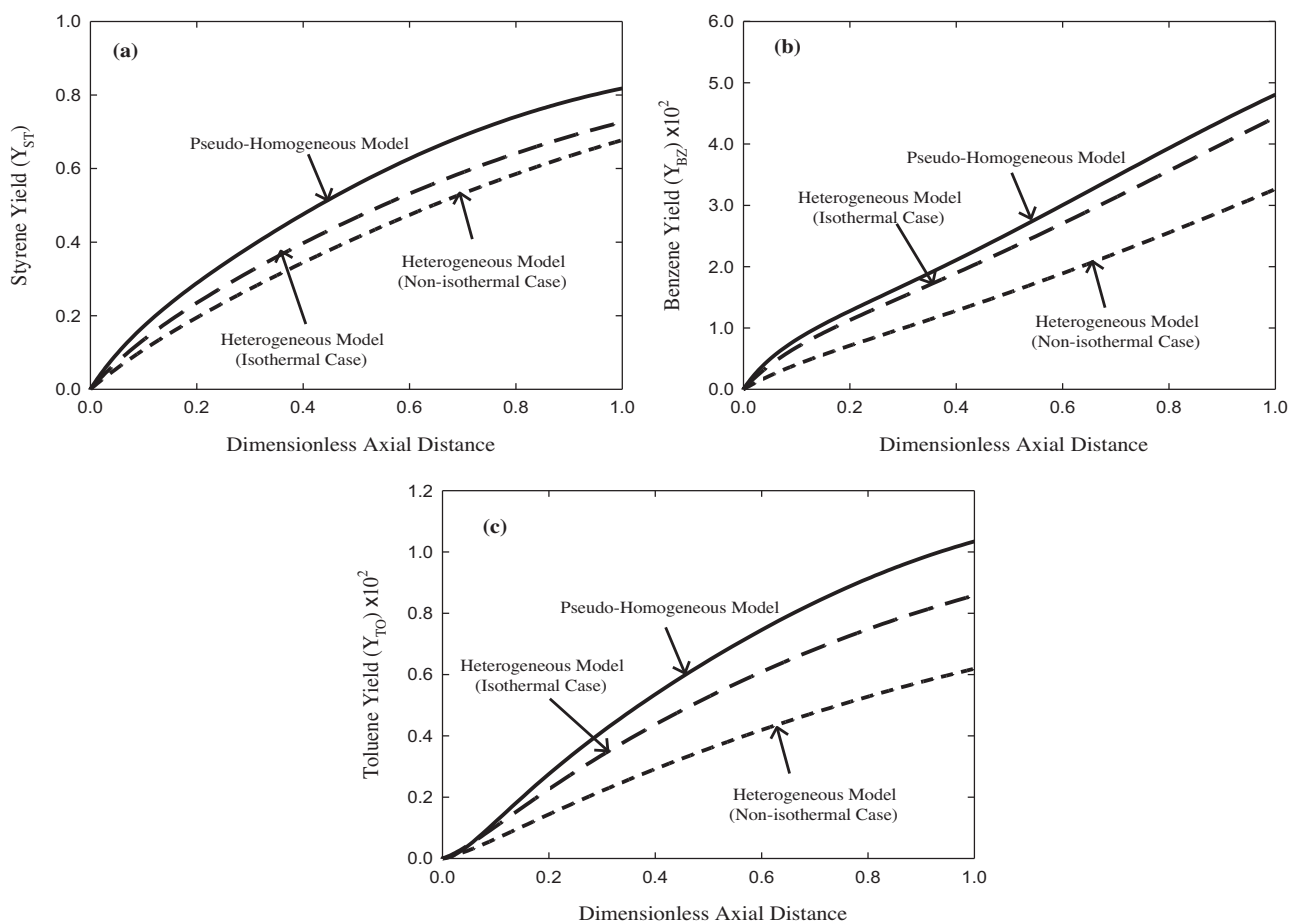 (a)
Styrene Yield (Y_ST)
1.0
0.8
0.6
0.4
0.2
0.0
Pseudo-Homogeneous Model
Heterogeneous Model
(Non-isothermal Case)
Heterogeneous Model
(Isothermal Case)
0.0 0.2 0.4 0.6 0.8 1.0
Dimensionless Axial Distance
(b)
Benzene Yield (Y_BZ) x10^2
6.0
5.0
4.0
3.0
2.0
1.0
0.0
Pseudo-Homogeneous Model
Heterogeneous Model
(Isothermal Case)
Heterogeneous Model
(Non-isothermal Case)
0.0 0.2 0.4 0.6 0.8 1.0
Dimensionless Axial Distance
(c)
Toluene Yield (Y_TO) x10^2
1.2
1.0
0.8
0.6
0.4
0.2
0.0
Pseudo-Homogeneous Model
Heterogeneous Model
(Isothermal Case)
Heterogeneous Model
(Non-isothermal Case)
0.0 0.2 0.4 0.6 0.8 1.0
Dimensionless Axial Distance